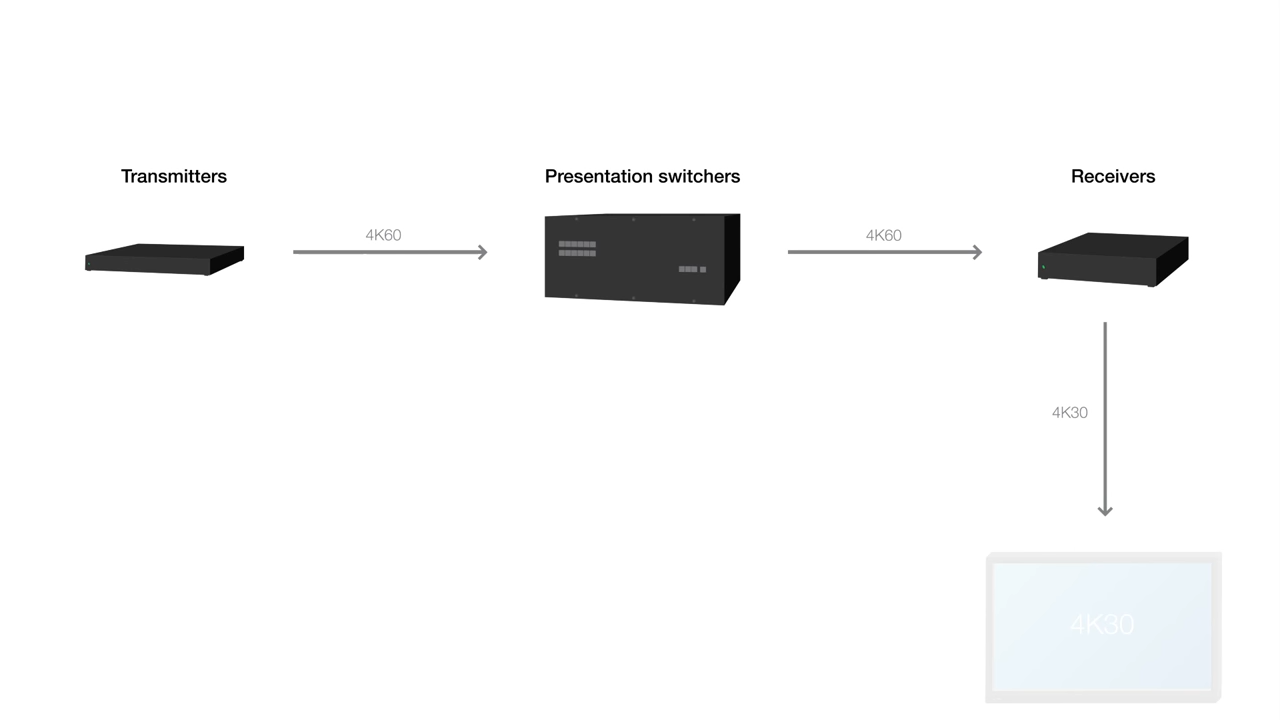 Transmitters
Presentation switchers
Receivers
4K60
4K60
4K30
4K30